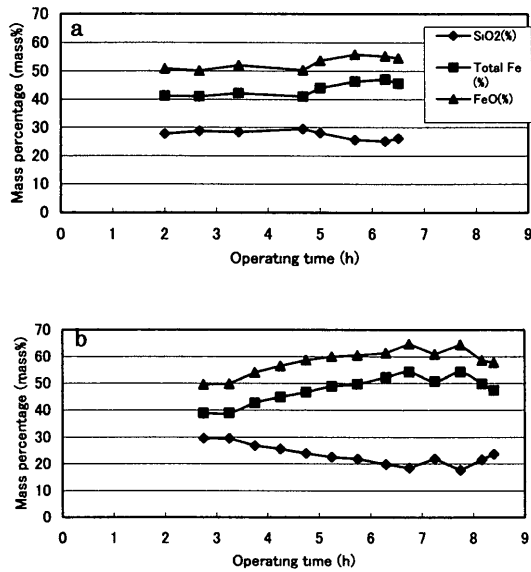 a
Mass percentage (mass%)
70
60
50
40
30
20
10
0
0 1 2 3 4 5 6 7 8 9
Operating time (h)
SiO2(%)
Total Fe
(%)
FeO(%)
b
Mass percentage (mass%)
70
60
50
40
30
20
10
0
0 1 2 3 4 5 6 7 8 9
Operating time (h)